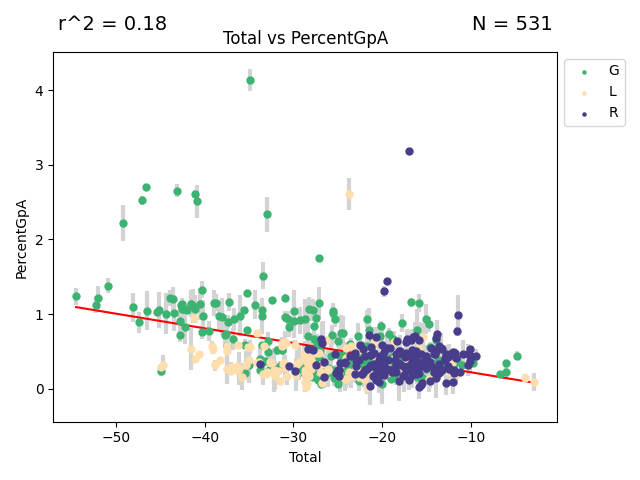 r^2 = 0.18
N = 531
Total vs PercentGpA
G
L
R
4
3
2
1
0
PercentGpA
−50
−40
−30
−20
−10
Total